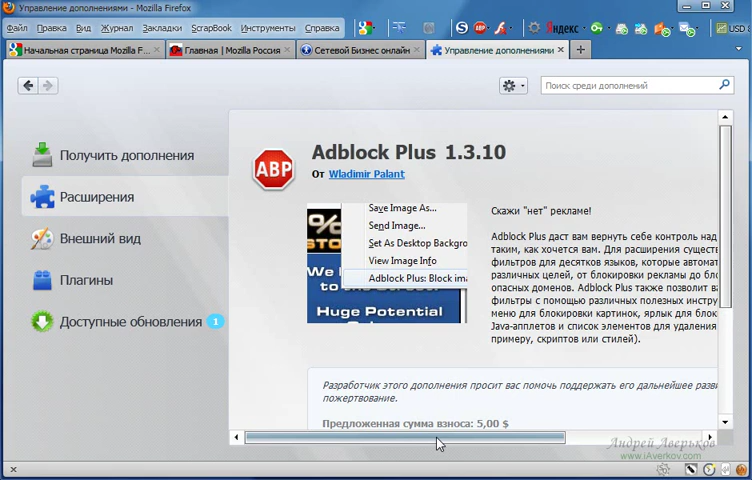 Управление дополнениями - Mozilla Firefox
Файл Правка Вид Журнал Закладки ScrapBook Инструменты Справка
S ABP Яндекс USD 8
Начальная страница Mozilla F... Главная | Mozilla Россия Сетевой Бизнес онлайн Управление дополнениями
Поиск среди дополнений
Получить дополнения
Расширения
Внешний вид
Плагины
Доступные обновления 1
ABP
Adblock Plus 1.3.10
От Wladimir Palant
Save Image As...
Send Image...
Set As Desktop Backgro
View Image Info
Adblock Plus: Block ima
%
STO
We
to
Huge Potential
Скажи "нет" рекламе!
Adblock Plus даст вам вернуть себе контроль над
таким, как хочется вам. Для расширения существ
фильтров для десятков языков, которые автомат
различных целей, от блокировки рекламы до бло
опасных доменов. Adblock Plus также позволит в
фильтры с помощью различных полезных инстру
меню для блокировки картинок, ярлык для блок
Java-апплетов и список элементов для удаления
примеру, скриптов или стилей).
Разработчик этого дополнения просит вас помочь поддержать его дальнейшее разви
пожертвование.
Предложенная сумма взноса: 5,00 $
Андрей Аверьков
www.iAverkov.com